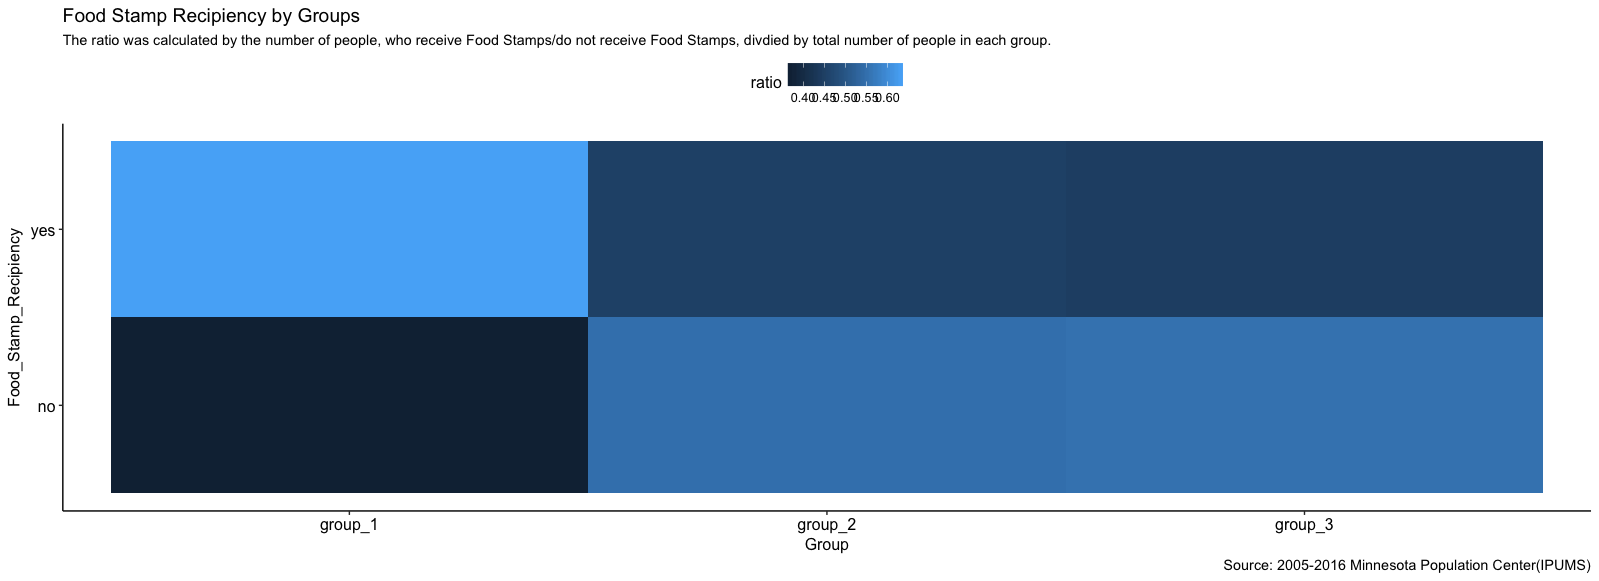 Food Stamp Recipiency by Groups
The ratio was calculated by the number of people, who receive Food Stamps/do not receive Food Stamps, divdied by total number of people in each group.
ratio
0.40 0.45 0.50 0.55 0.60
Food_Stamp_Recipiency
yes
no
group_1 group_2 group_3
Group
Source: 2005-2016 Minnesota Population Center(IPUMS)